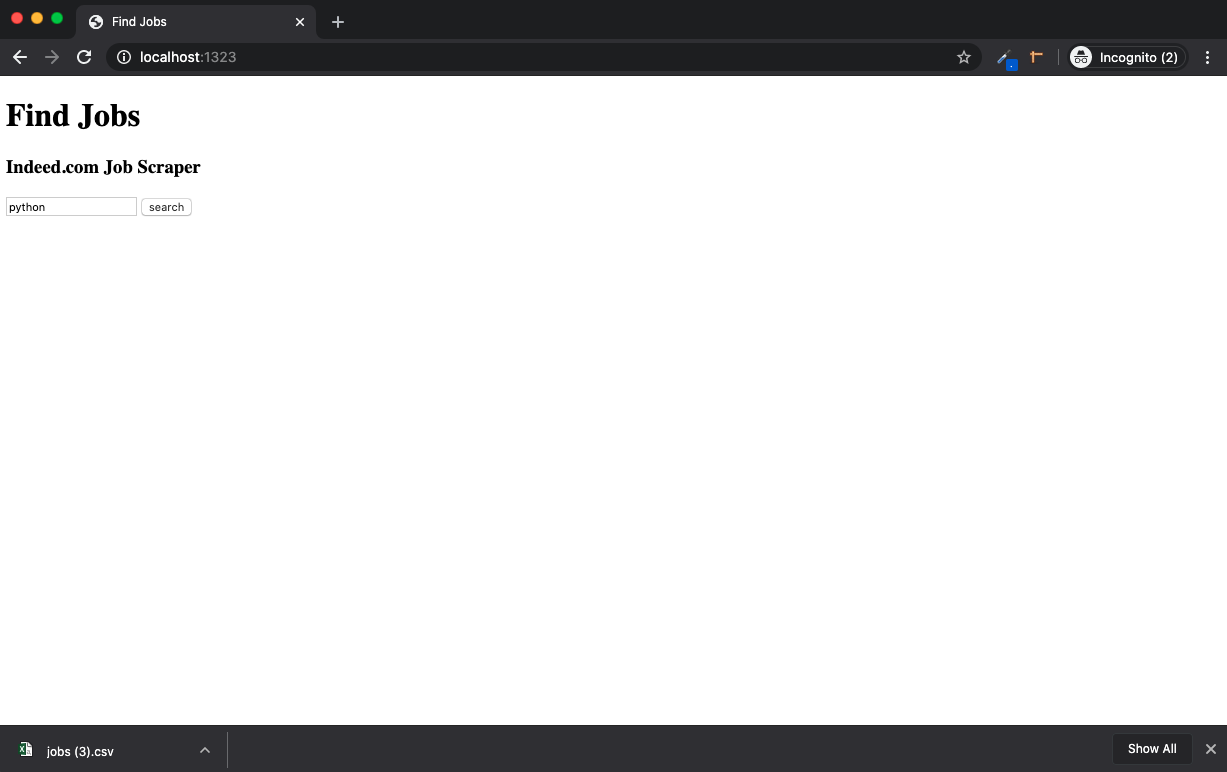 Find Jobs
localhost:1323
Incognito (2)
Find Jobs
Indeed.com Job Scraper
python search
jobs (3).csv
Show All